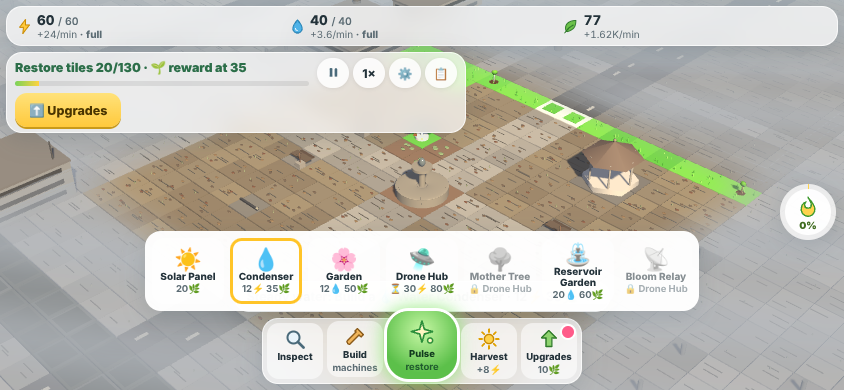 60 / 60
+24/min · full
40 / 40
+3.6/min · full
77
+1.62K/min
Restore tiles 20/130 · 🌱 reward at 35
1×
Upgrades
0%
Solar Panel
20
Condenser
12⚡ 35🌿
Garden
12💧 50🌿
Drone Hub
⏳ 30⚡ 80🌿
Mother Tree
🔒 Drone Hub
Reservoir
Garden
20💧 60🌿
Bloom Relay
🔒 Drone Hub
Inspect
Build
machines
Pulse
restore
Harvest
+8⚡
Upgrades
10🌿